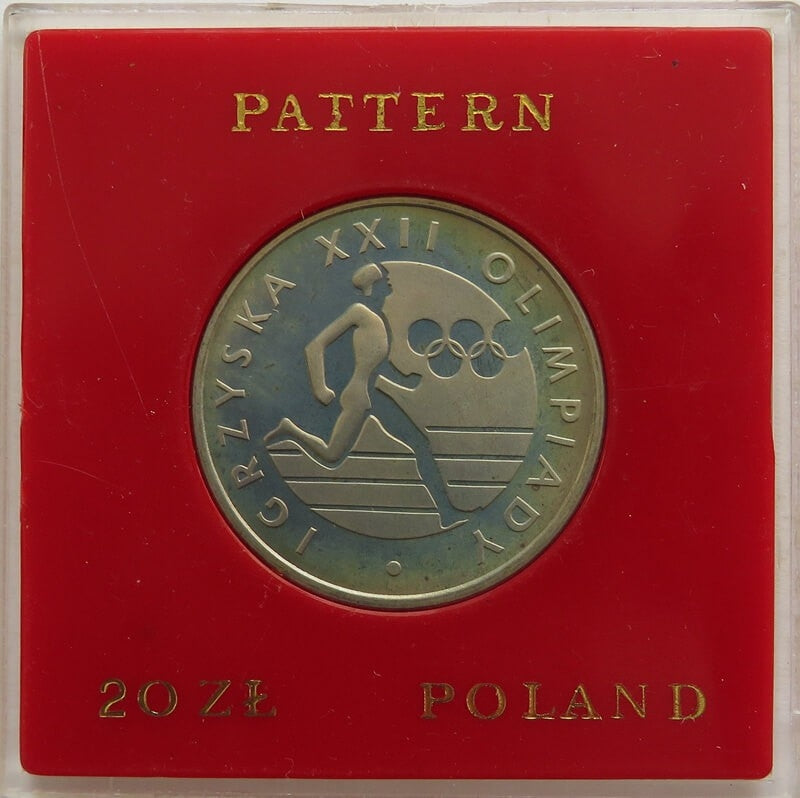 PATTERN
IGRZYSKA XXII OLIMPIADY
20 ZŁ POLAND